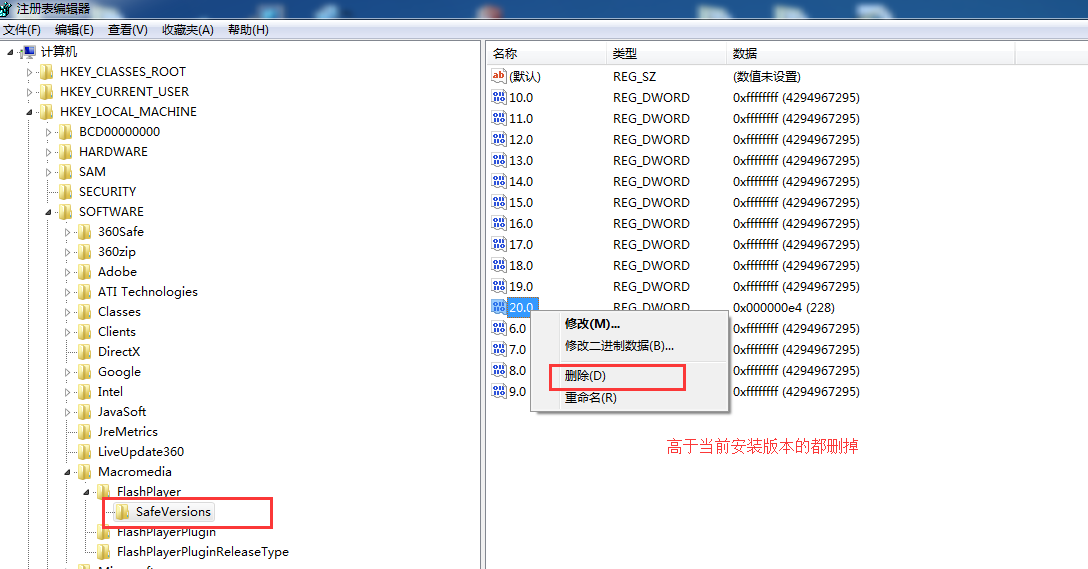 注册表编辑器
文件(F) 编辑(E) 查看(V) 收藏夹(A) 帮助(H)
计算机
HKEY_CLASSES_ROOT
HKEY_CURRENT_USER
HKEY_LOCAL_MACHINE
BCD00000000
HARDWARE
SAM
SECURITY
SOFTWARE
360Safe
360zip
Adobe
ATI Technologies
Classes
Clients
DirectX
Google
Intel
JavaSoft
JreMetrics
LiveUpdate360
Macromedia
FlashPlayer
SafeVersions
FlashPlayerPlugin
FlashPlayerPluginReleaseType
名称 类型 数据
(默认) REG_SZ (数值未设置)
10.0 REG_DWORD 0xffffffff (4294967295)
11.0 REG_DWORD 0xffffffff (4294967295)
12.0 REG_DWORD 0xffffffff (4294967295)
13.0 REG_DWORD 0xffffffff (4294967295)
14.0 REG_DWORD 0xffffffff (4294967295)
15.0 REG_DWORD 0xffffffff (4294967295)
16.0 REG_DWORD 0xffffffff (4294967295)
17.0 REG_DWORD 0xffffffff (4294967295)
18.0 REG_DWORD 0xffffffff (4294967295)
19.0 REG_DWORD 0xffffffff (4294967295)
20.0 REG_DWORD 0x000000e4 (228)
6.0 0xffffffff (4294967295)
7.0 0xffffffff (4294967295)
8.0 0xffffffff (4294967295)
9.0 0xffffffff (4294967295)
修改(M)...
修改二进制数据(B)...
删除(D)
重命名(R)
高于当前安装版本的都删掉